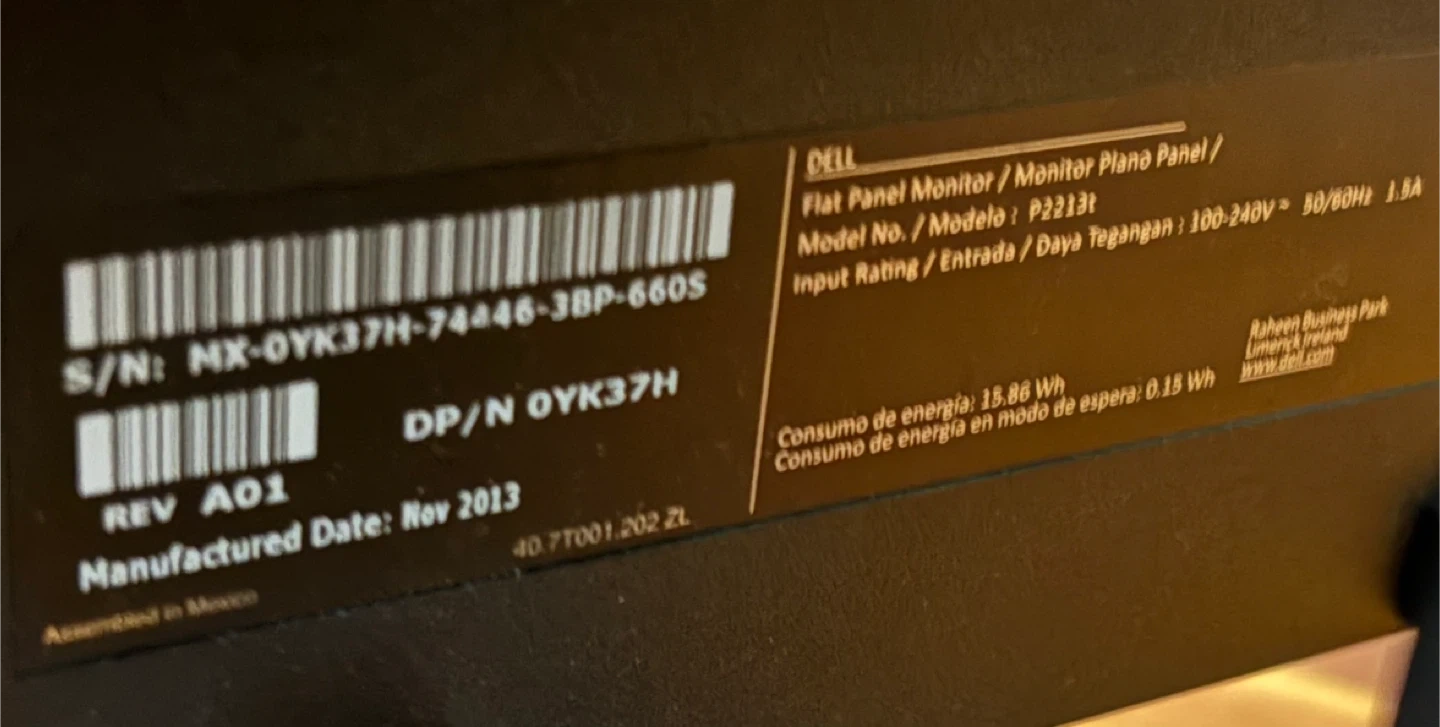 S/N: MX-0YK37H-74446-3BP-660S
DP/N 0YK37H
REV A01
Manufactured Date: Nov 2013
40.7T001.202 ZL
Assembled in Mexico
DELL
Flat Panel Monitor / Monitor Plano Panel /
Model No. / Modelo : P2213t
Input Rating / Entrada / Daya Tegangan : 100-240V~ 50/60Hz 1.5A
Raheen Business Park
Limerick Ireland
www.dell.com
Consumo de energía: 15.86 Wh
Consumo de energía en modo de espera: 0.15 Wh